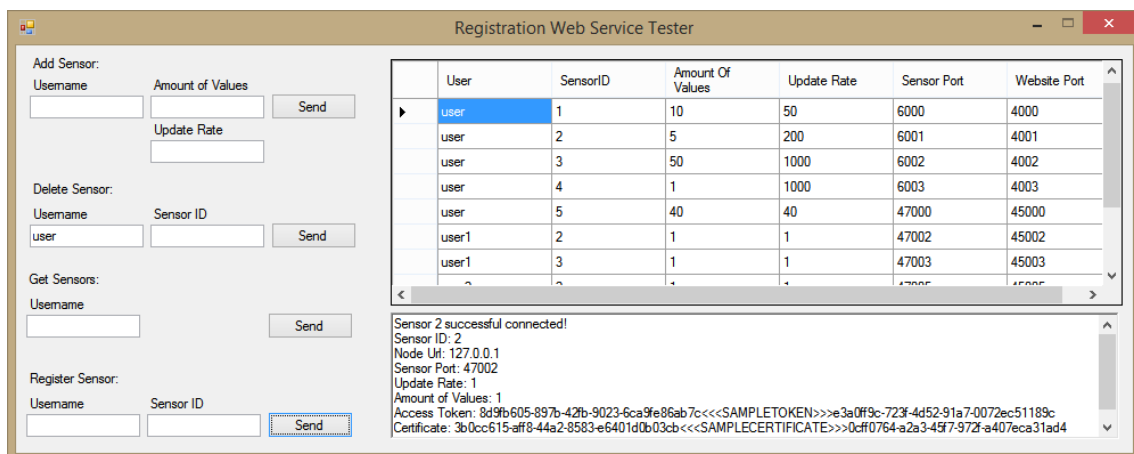 Registration Web Service Tester
Add Sensor:
Username Amount of Values
Send
Update Rate
Delete Sensor:
Username Sensor ID
user Send
Get Sensors:
Username
Send
Register Sensor:
Username Sensor ID
Send
User SensorID Amount Of Values Update Rate Sensor Port Website Port
user 1 10 50 6000 4000
user 2 5 200 6001 4001
user 3 50 1000 6002 4002
user 4 1 1000 6003 4003
user 5 40 40 47000 45000
user1 2 1 1 47002 45002
user1 3 1 1 47003 45003
Sensor 2 successful connected!
Sensor ID: 2
Node Url: 127.0.0.1
Sensor Port: 47002
Update Rate: 1
Amount of Values: 1
Access Token: 8d9fb605-897b-42fb-9023-6ca9fe86ab7c<<<SAMPLETOKEN>>>e3a0ff9c-723f-4d52-91a7-0072ec51189c
Certificate: 3b0cc615-aff8-44a2-8583-e6401d0b03cb<<<SAMPLECERTIFICATE>>>0cff0764-a2a3-45f7-972f-a407eca31ad4